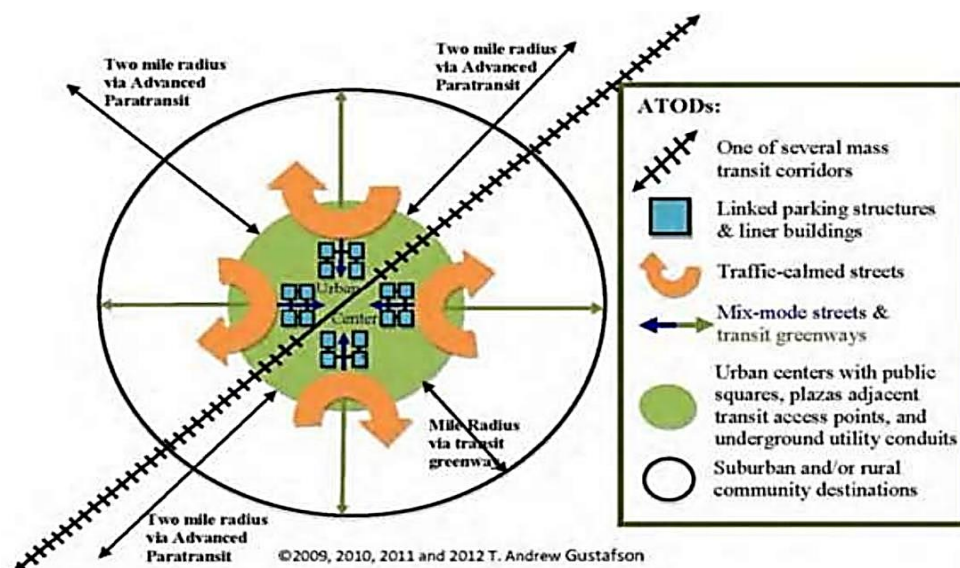 Two mile radius
via Advanced
Paratransit
Two mile radius
via Advanced
Paratransit
Urban
Center
Mile Radius
via transit
greenway
Two mile radius
via Advanced
Paratransit
ATODs:
One of several mass
transit corridors
Linked parking structures
& liner buildings
Traffic-calmed streets
Mix-mode streets &
transit greenways
Urban centers with public
squares, plazas adjacent
transit access points, and
underground utility conduits
Suburban and/or rural
community destinations
©2009, 2010, 2011 and 2012 T. Andrew Gustafson